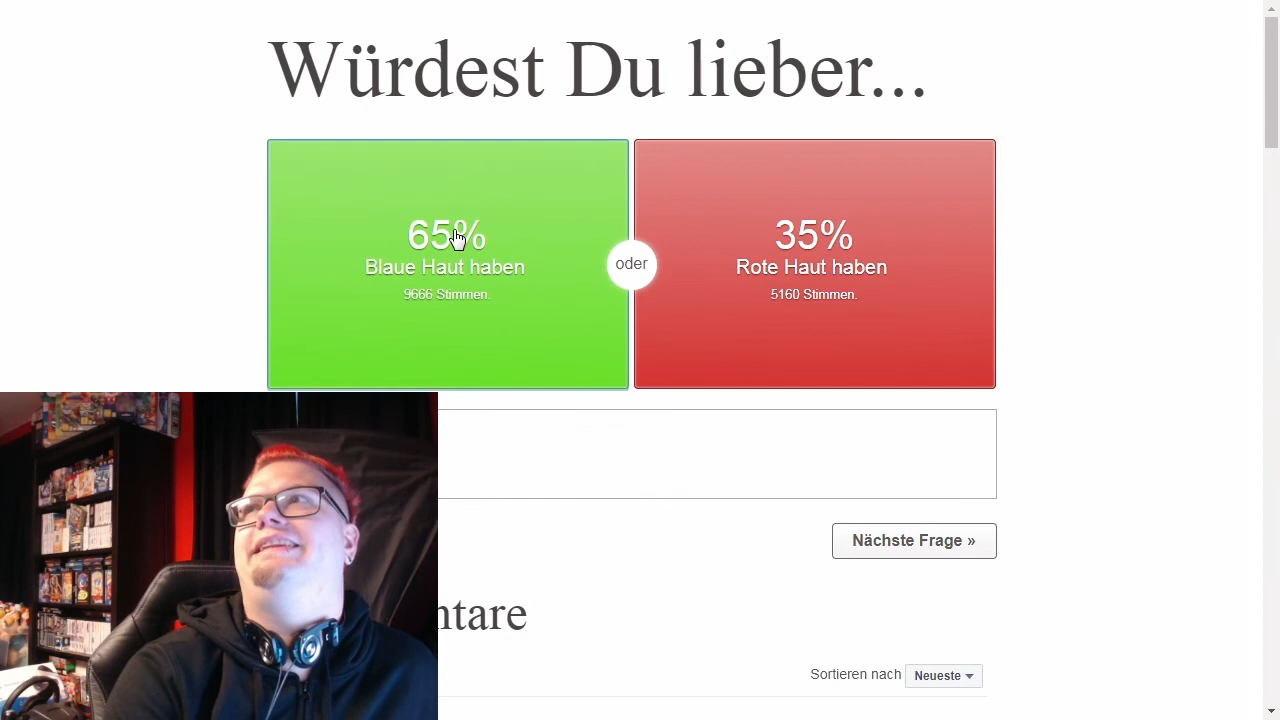 Würdest Du lieber...
65%
Blaue Haut haben
9666 Stimmen.
oder
35%
Rote Haut haben
5160 Stimmen.
Nächste Frage »
ntare
Sortieren nach Neueste